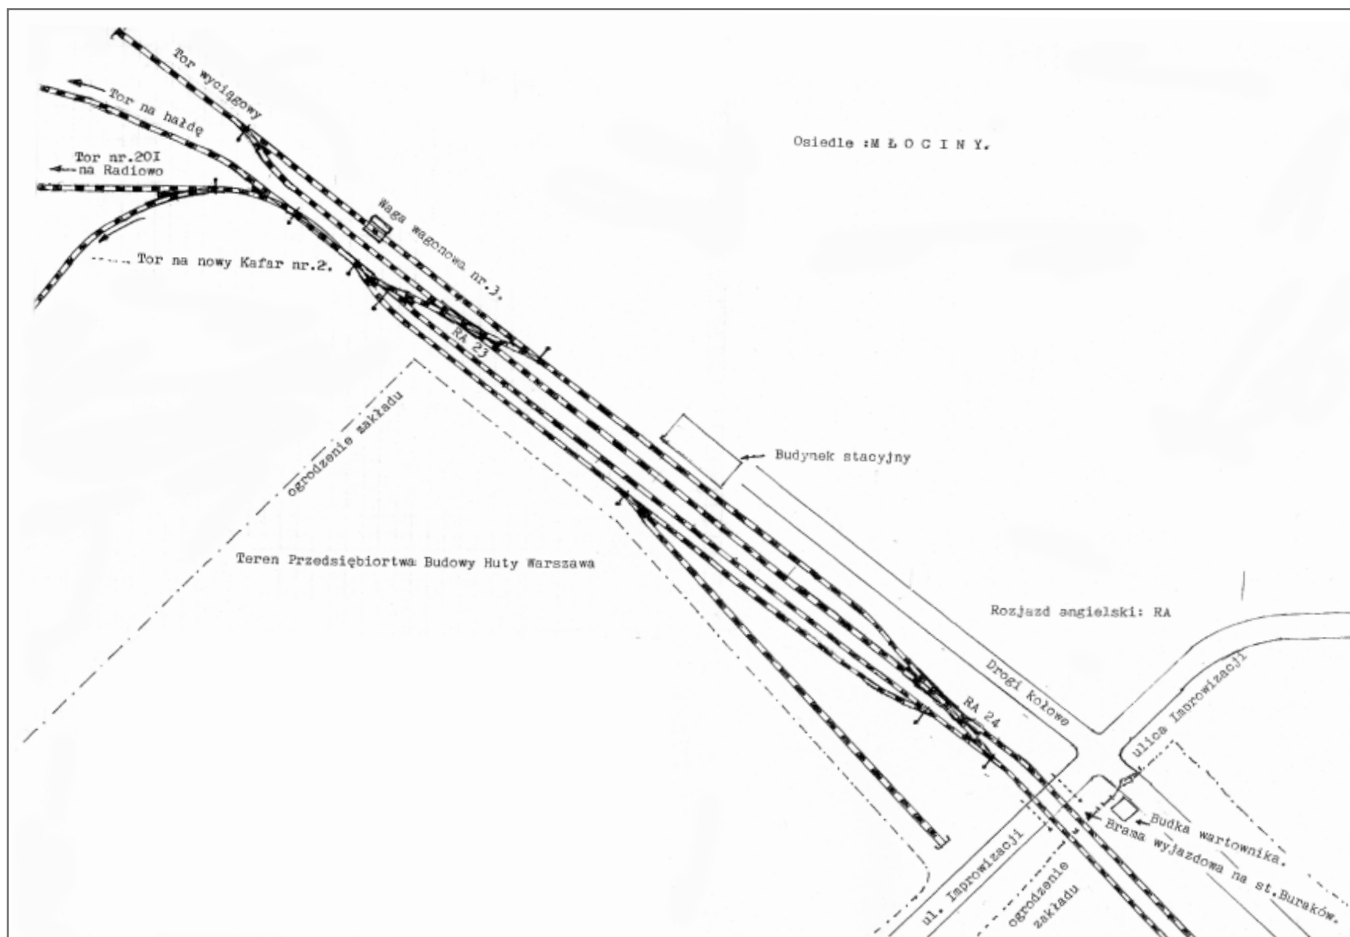 Tor wyciągowy
Tor na hałdę
Osiedle :M Ł O C I N Y.
Tor nr.20I
na Radiowo
Waga wagonowa nr.3.
Tor na nowy Kafar nr.2.
RA 23
ogrodzenie zakładu
Budynek stacyjny
Teren Przedsiębiortwa Budowy Huty Warszawa
Rozjazd angielski: RA
Drogi kołowe
ulica Improwizacji
RA 24
Budka wartownika.
Brama wyjazdowa na st.Buraków.
ul. Improwizacji
ogrodzenie
zakładu